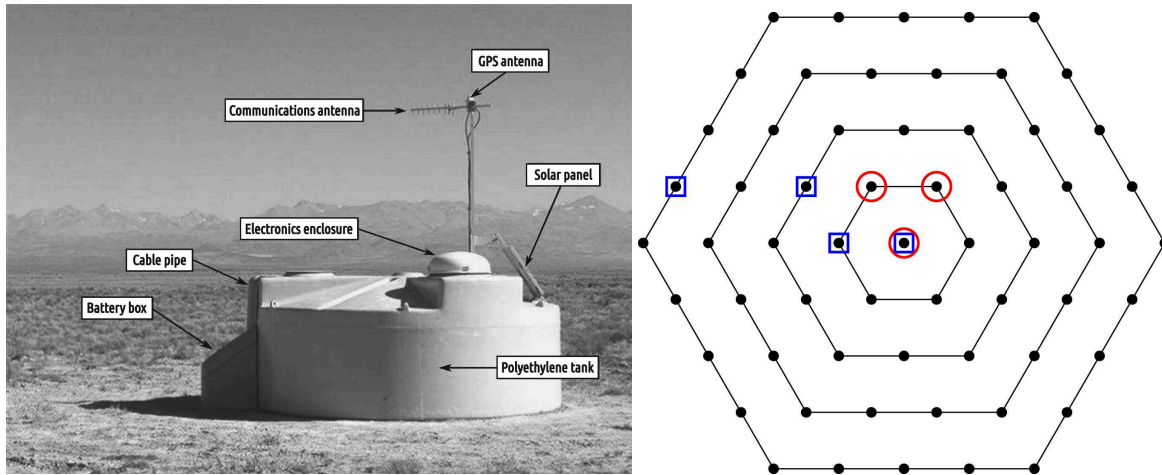 GPS antenna
Communications antenna
Solar panel
Electronics enclosure
Cable pipe
Battery box
Polyethylene tank